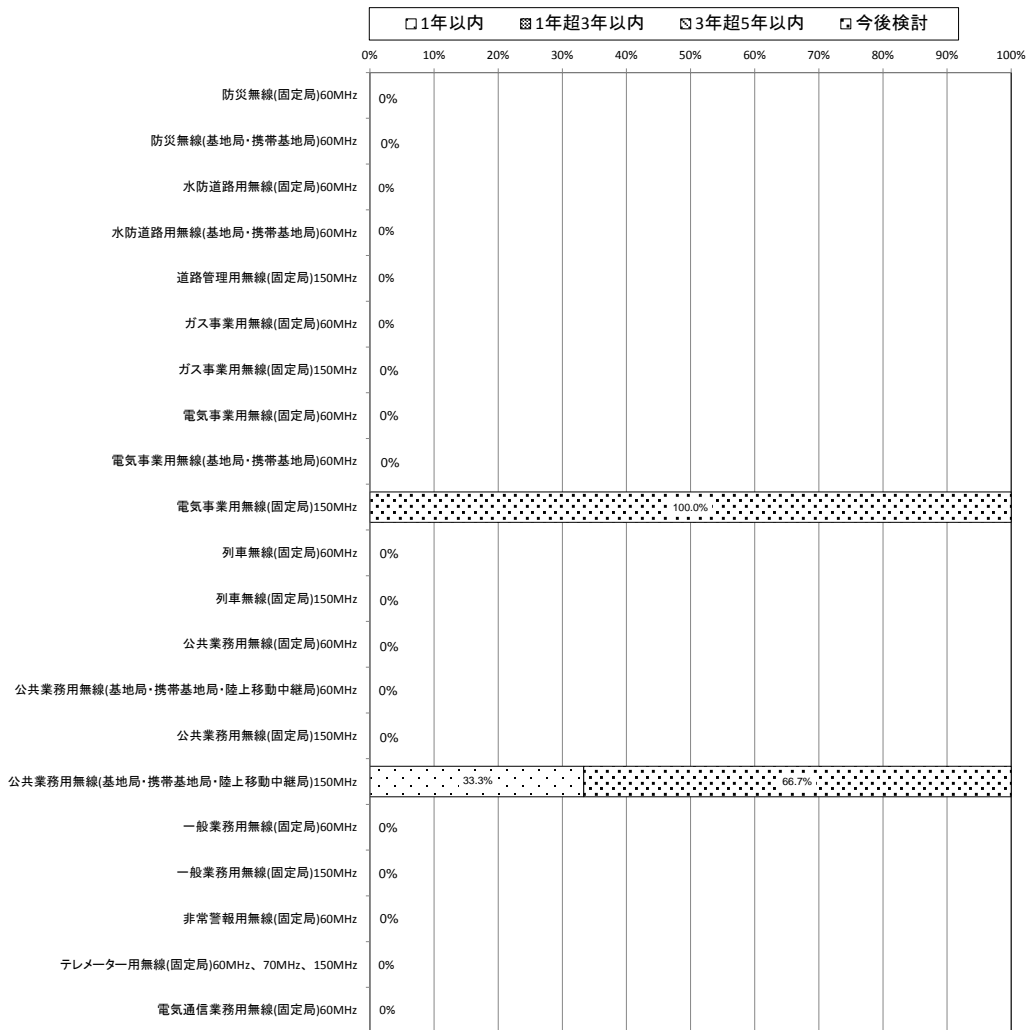 1年以内 1年超3年以内 3年超5年以内 今後検討
0% 10% 20% 30% 40% 50% 60% 70% 80% 90% 100%
防災無線(固定局)60MHz 0%
防災無線(基地局・携帯基地局)60MHz 0%
水防道路用無線(固定局)60MHz 0%
水防道路用無線(基地局・携帯基地局)60MHz 0%
道路管理用無線(固定局)150MHz 0%
ガス事業用無線(固定局)60MHz 0%
ガス事業用無線(固定局)150MHz 0%
電気事業用無線(固定局)60MHz 0%
電気事業用無線(基地局・携帯基地局)60MHz 0%
電気事業用無線(固定局)150MHz 100.0%
列車無線(固定局)60MHz 0%
列車無線(固定局)150MHz 0%
公共業務用無線(固定局)60MHz 0%
公共業務用無線(基地局・携帯基地局・陸上移動中継局)60MHz 0%
公共業務用無線(固定局)150MHz 0%
公共業務用無線(基地局・携帯基地局・陸上移動中継局)150MHz 33.3% 66.7%
一般業務用無線(固定局)60MHz 0%
一般業務用無線(固定局)150MHz 0%
非常警報用無線(固定局)60MHz 0%
テレメーター用無線(固定局)60MHz、70MHz、150MHz 0%
電気通信業務用無線(固定局)60MHz 0%